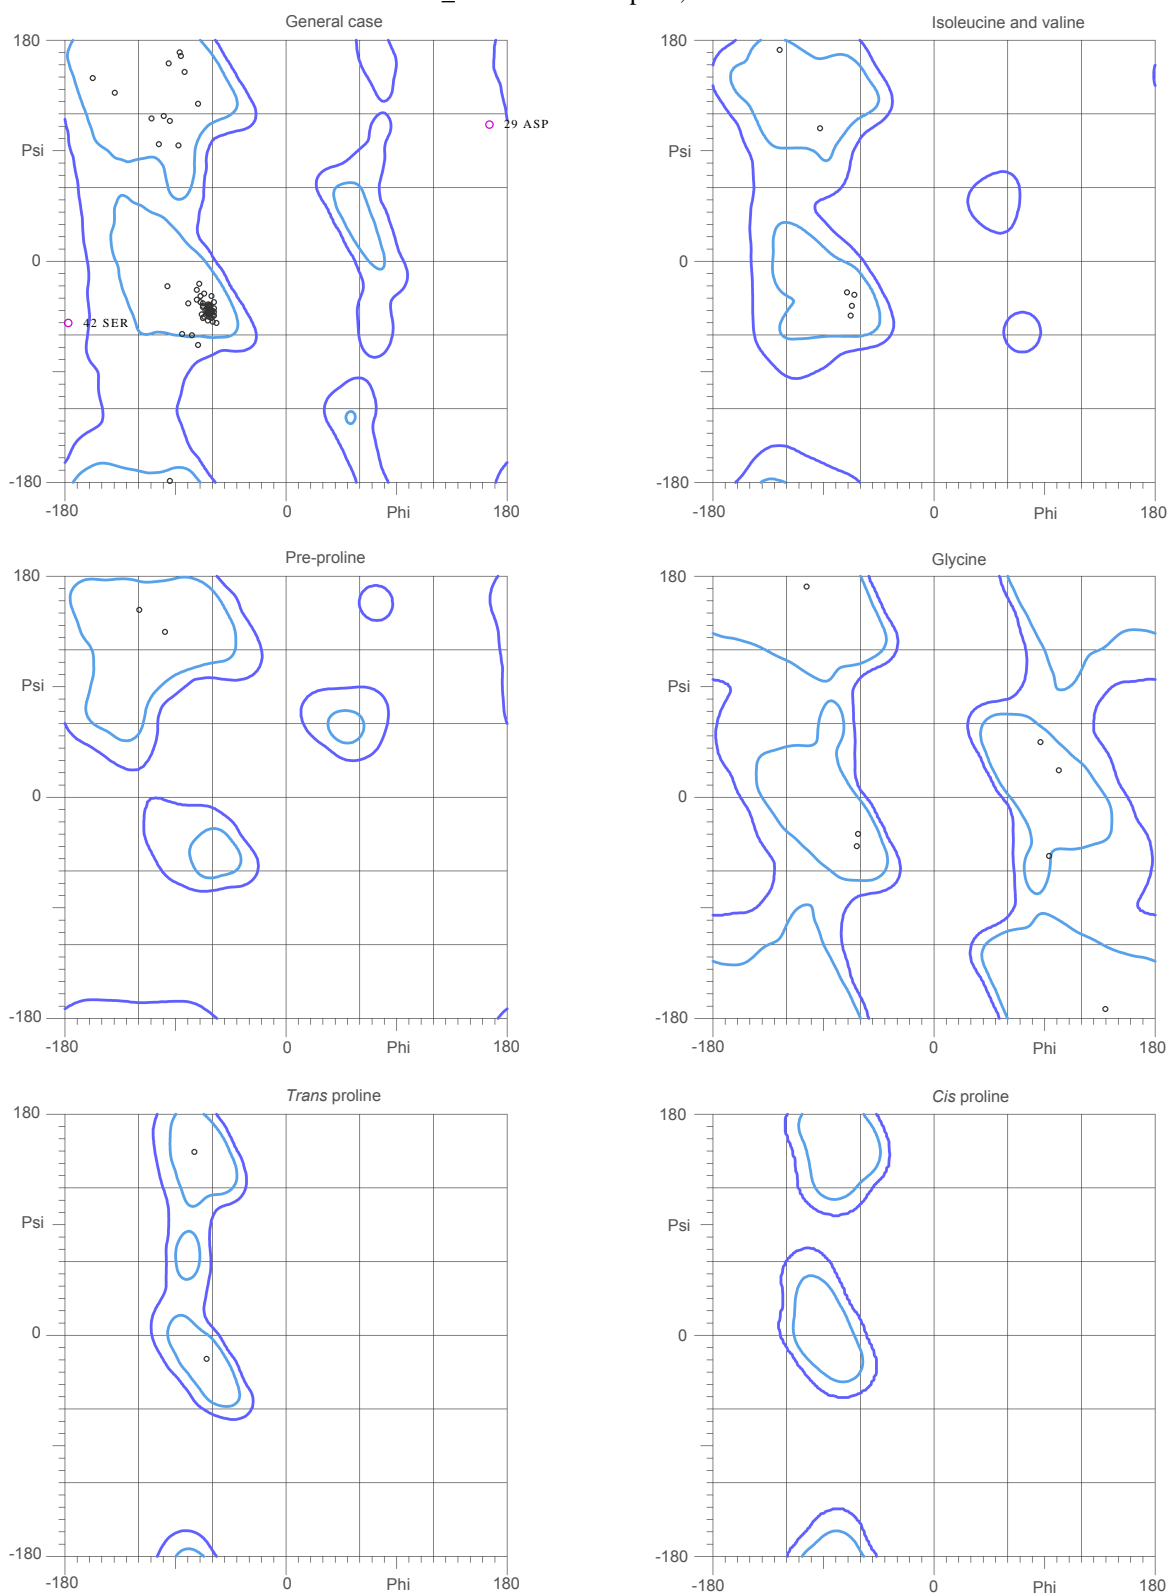 General case
Isoleucine and valine
180
180
29 ASP
Psi
Psi
0
0
42 SER
-180
-180
-180
0
Phi
180
-180
0
Phi
180
Pre-proline
Glycine
180
180
Psi
Psi
0
0
-180
-180
-180
0
Phi
180
-180
0
Phi
180
Trans proline
Cis proline
180
180
Psi
Psi
0
0
-180
-180
-180
0
Phi
180
-180
0
Phi
180